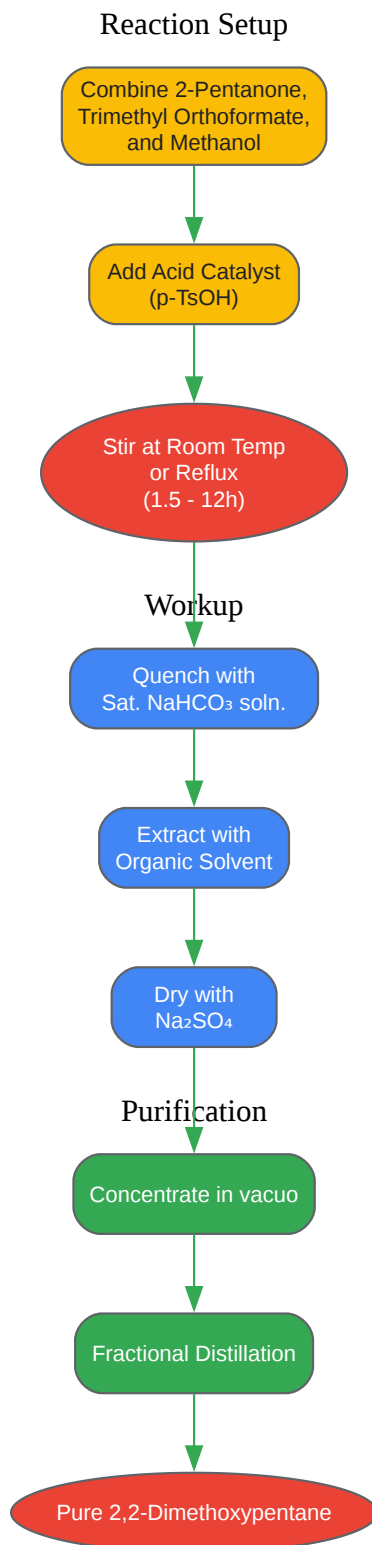 Reaction Setup
Combine 2-Pentanone,
Trimethyl Orthoformate,
and Methanol
Add Acid Catalyst
(p-TsOH)
Stir at Room Temp
or Reflux
(1.5 - 12h)
Workup
Quench with
Sat. NaHCO₃ soln.
Extract with
Organic Solvent
Dry with
Na₂SO₄
Purification
Concentrate in vacuo
Fractional Distillation
Pure 2,2-Dimethoxypentane